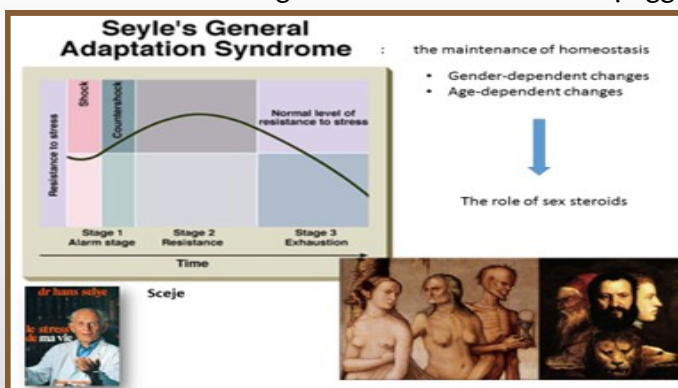 Seyle's General
Adaptation Syndrome
:
the maintenance of homeostasis
• Gender-dependent changes
• Age-dependent changes
The role of sex steroids
Resistance to stress
Shock
Countershock
Normal level of
resistance to stress
Stage 1
Alarm stage
Stage 2
Resistance
Stage 3
Exhaustion
Time
Sceje
dr hans selye
le stress
de ma vie